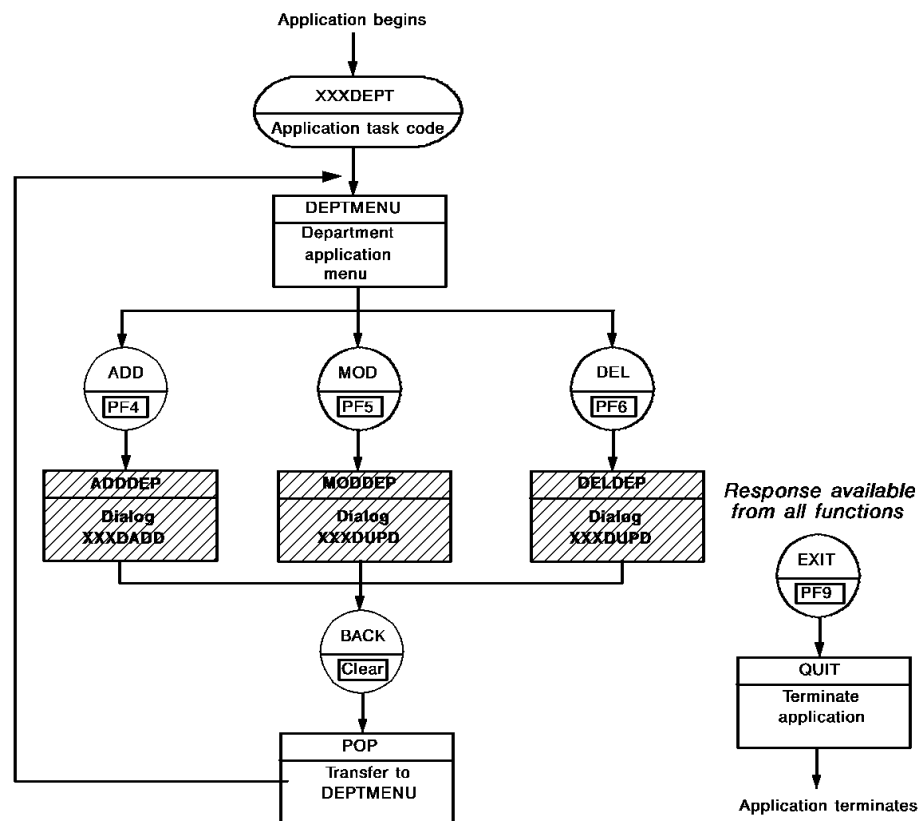 Application begins
XXXDEPT
Application task code
DEPTMENU
Department
application
menu
ADD
PF4
MOD
PF5
DEL
PF6
ADDDEP
Dialog
XXXDADD
MODDEP
Dialog
XXXDUPD
DELDEP
Dialog
XXXDUPD
Response available
from all functions
EXIT
PF9
BACK
Clear
QUIT
Terminate
application
POP
Transfer to
DEPTMENU
Application terminates